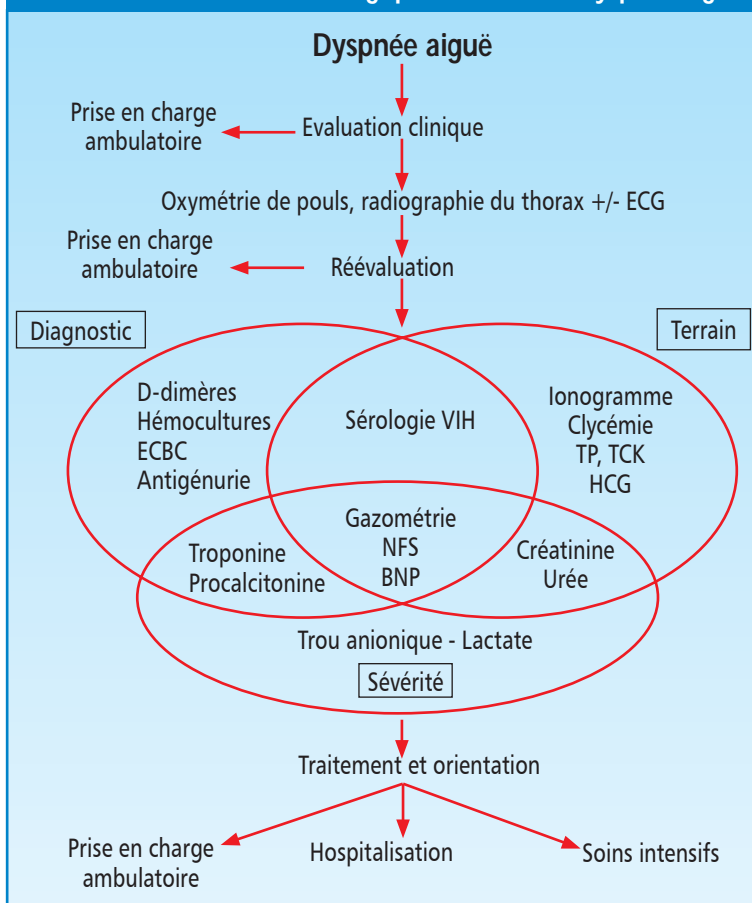 Dyspnée aiguë
Prise en charge
ambulatoire
Evaluation clinique
Oxymétrie de pouls, radiographie du thorax +/- ECG
Prise en charge
ambulatoire
Réévaluation
Diagnostic
Terrain
D-dimères
Hémocultures
ECBC
Antigénurie
Sérologie VIH
Ionogramme
Clycémie
TP, TCK
HCG
Troponine
Procalcitonine
Gazométrie
NFS
BNP
Créatinine
Urée
Trou anionique - Lactate
Sévérité
Traitement et orientation
Prise en charge
ambulatoire
Hospitalisation
Soins intensifs